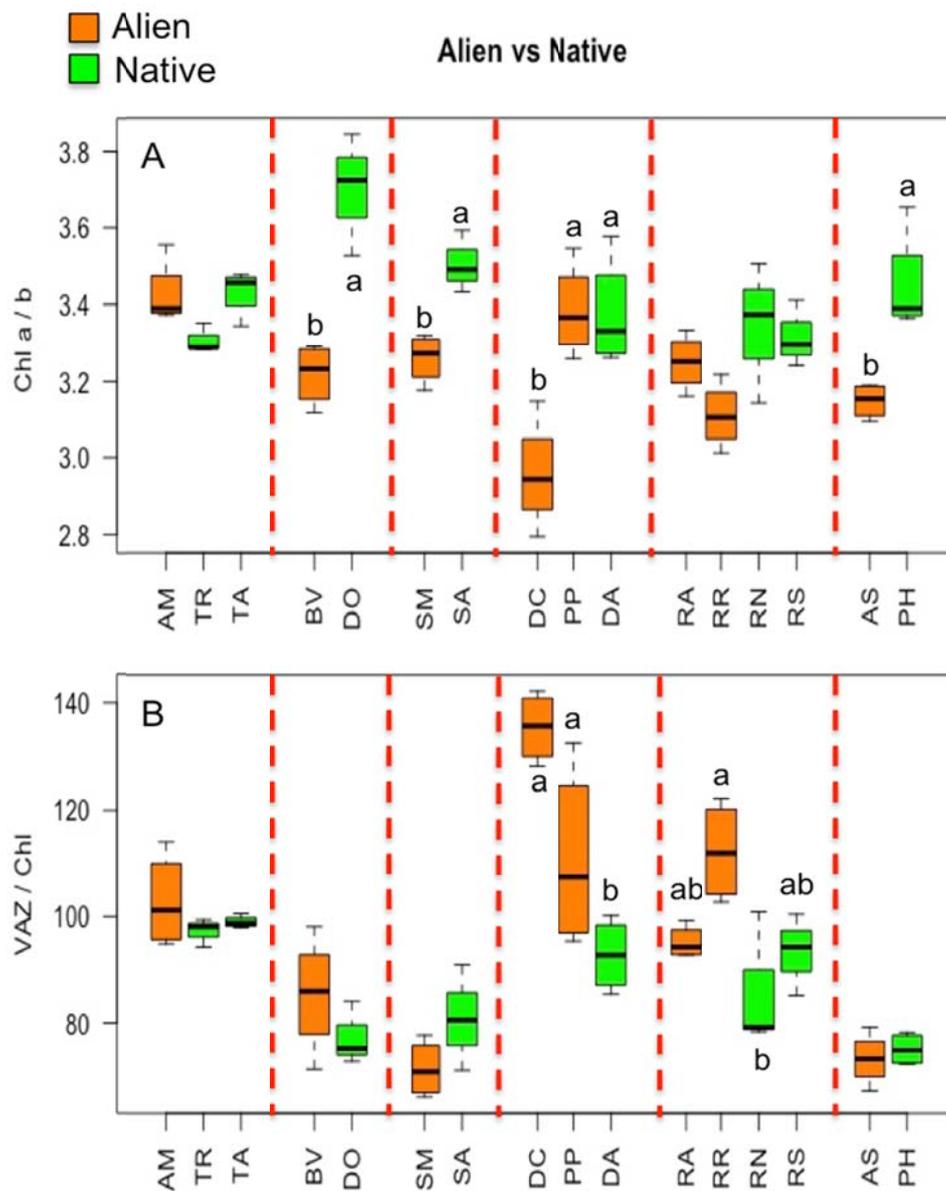 Alien
Native
Alien vs Native
A
3.8
3.6
3.4
3.2
3.0
2.8
Chl a / b
b
a
b
a
b
a
a
b
a
AM TR TA BV DO SM SA DC PP DA RA RR RN RS AS PH
B
140
120
100
80
VAZ / Chl
a
a
b
ab
a
b
ab
AM TR TA BV DO SM SA DC PP DA RA RR RN RS AS PH